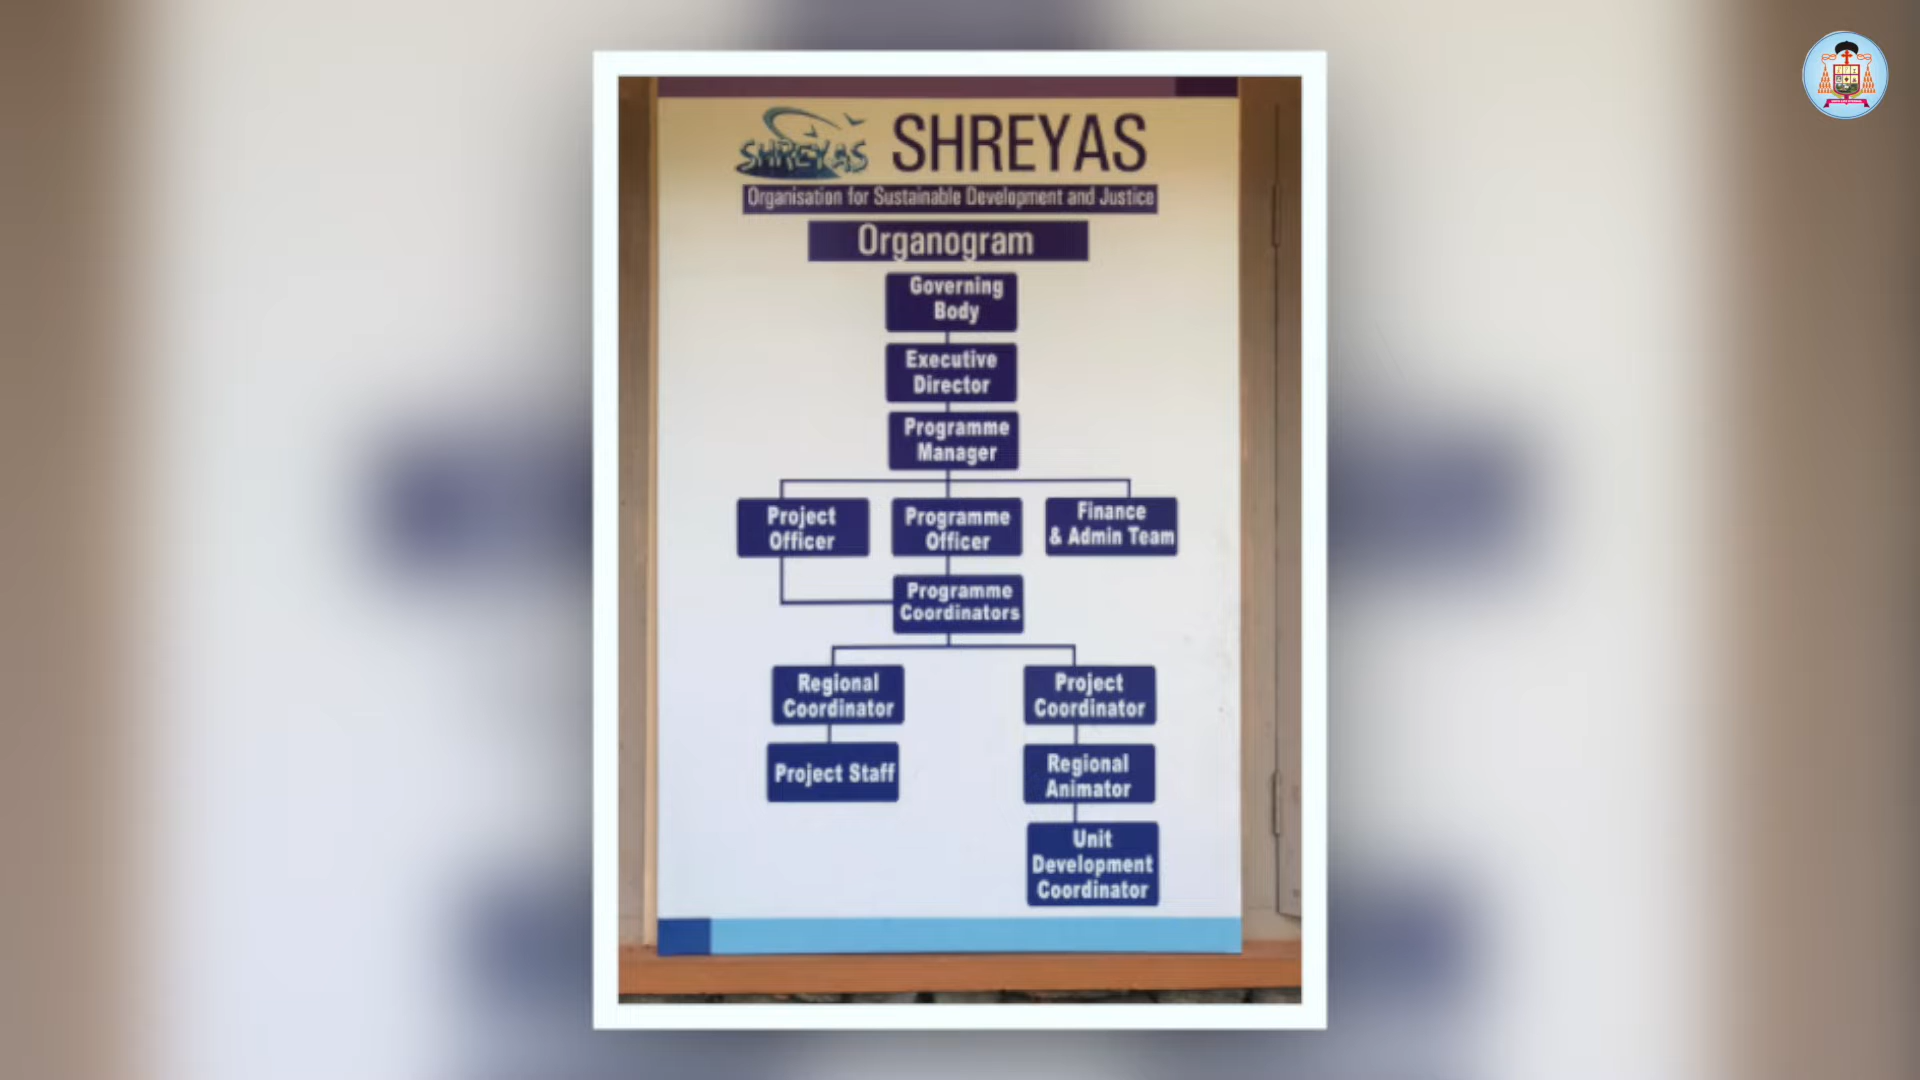 SHREYAS
SHREYAS
Organisation for Sustainable Development and Justice
Organogram
Governing
Body
Executive
Director
Programme
Manager
Project
Officer
Programme
Officer
Finance
& Admin Team
Programme
Coordinators
Regional
Coordinator
Project
Coordinator
Project Staff
Regional
Animator
Unit
Development
Coordinator